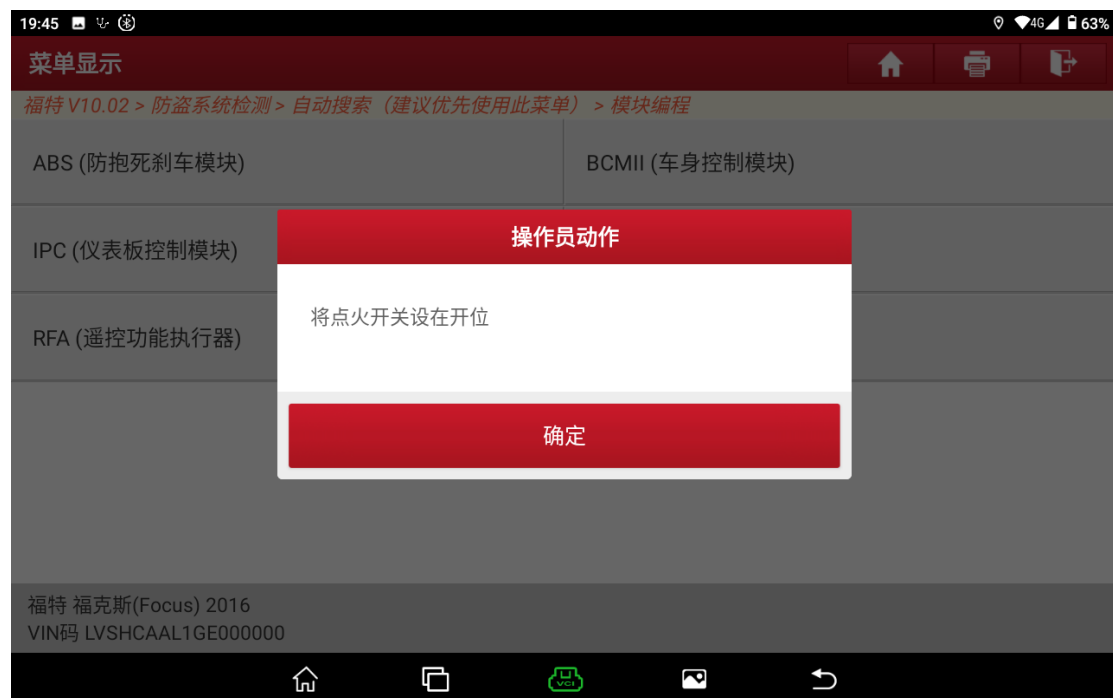 19:45
4G 63%
菜单显示
福特 V10.02 > 防盗系统检测 > 自动搜索（建议优先使用此菜单） > 模块编程
ABS (防抱死刹车模块)
BCMII (车身控制模块)
IPC (仪表板控制模块)
操作员动作
将点火开关设在开位
RFA (遥控功能执行器)
确定
福特 福克斯(Focus) 2016
VIN码 LVSHCAAL1GE000000
VCI